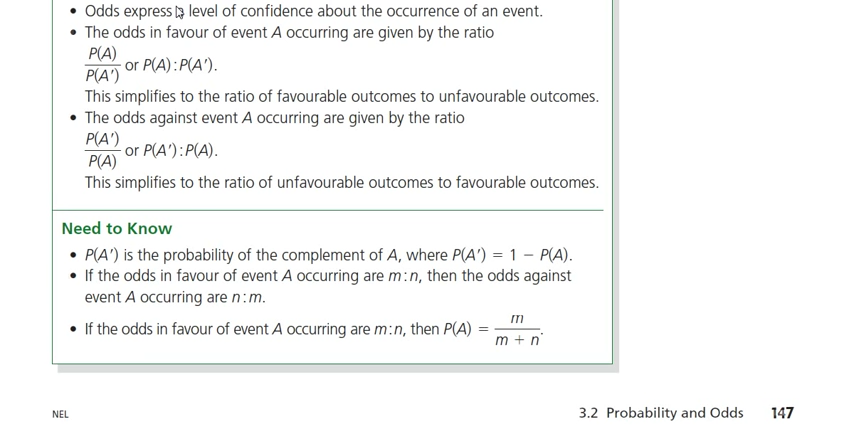 • Odds express a level of confidence about the occurrence of an event.
• The odds in favour of event A occurring are given by the ratio
P(A)/P(A′) or P(A):P(A′).
This simplifies to the ratio of favourable outcomes to unfavourable outcomes.
• The odds against event A occurring are given by the ratio
P(A′)/P(A) or P(A′):P(A).
This simplifies to the ratio of unfavourable outcomes to favourable outcomes.
Need to Know
• P(A′) is the probability of the complement of A, where P(A′) = 1 − P(A).
• If the odds in favour of event A occurring are m:n, then the odds against
event A occurring are n:m.
• If the odds in favour of event A occurring are m:n, then P(A) = m/(m + n).
NEL
3.2 Probability and Odds 147